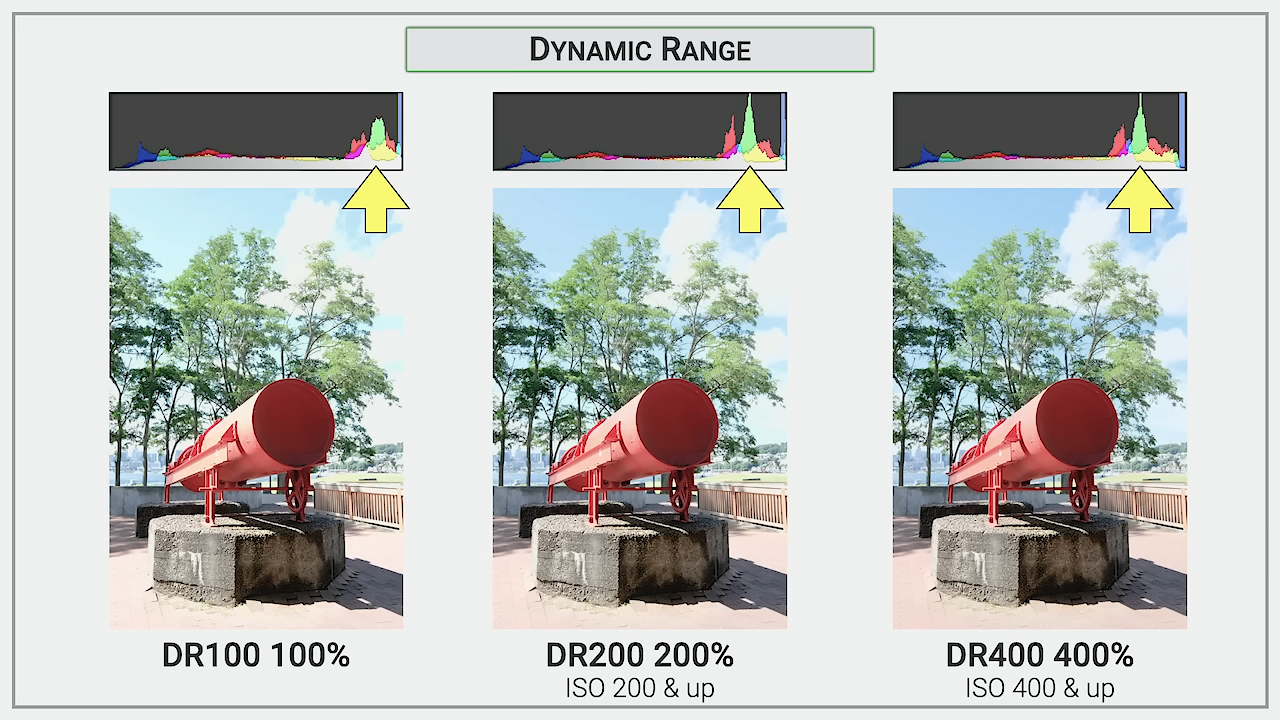 DYNAMIC RANGE
DR100 100%
DR200 200%
ISO 200 & up
DR400 400%
ISO 400 & up